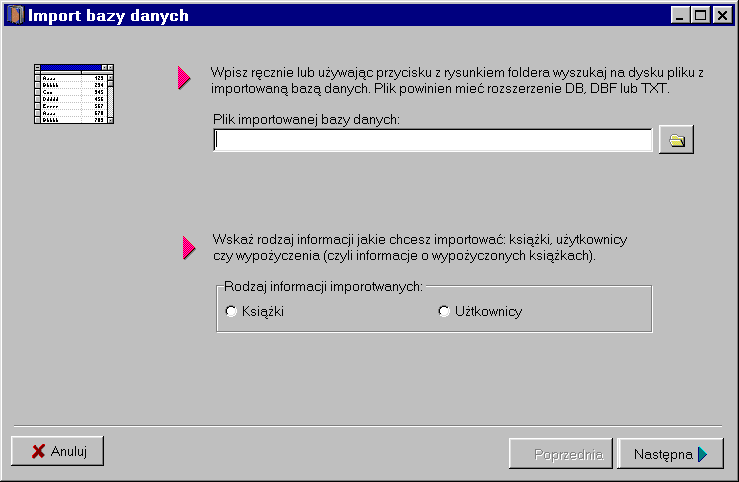 Import bazy danych
Wpisz ręcznie lub używając przycisku z rysunkiem foldera wyszukaj na dysku pliku z
importowaną bazą danych. Plik powinien mieć rozszerzenie DB, DBF lub TXT.
Plik importowanej bazy danych:
Wskaż rodzaj informacji jakie chcesz importować: książki, użytkownicy
czy wypożyczenia (czyli informacje o wypożyczonych książkach).
Rodzaj informacji imporotwanych:
Książki
Użtkownicy
Anuluj
Poprzednia
Następna